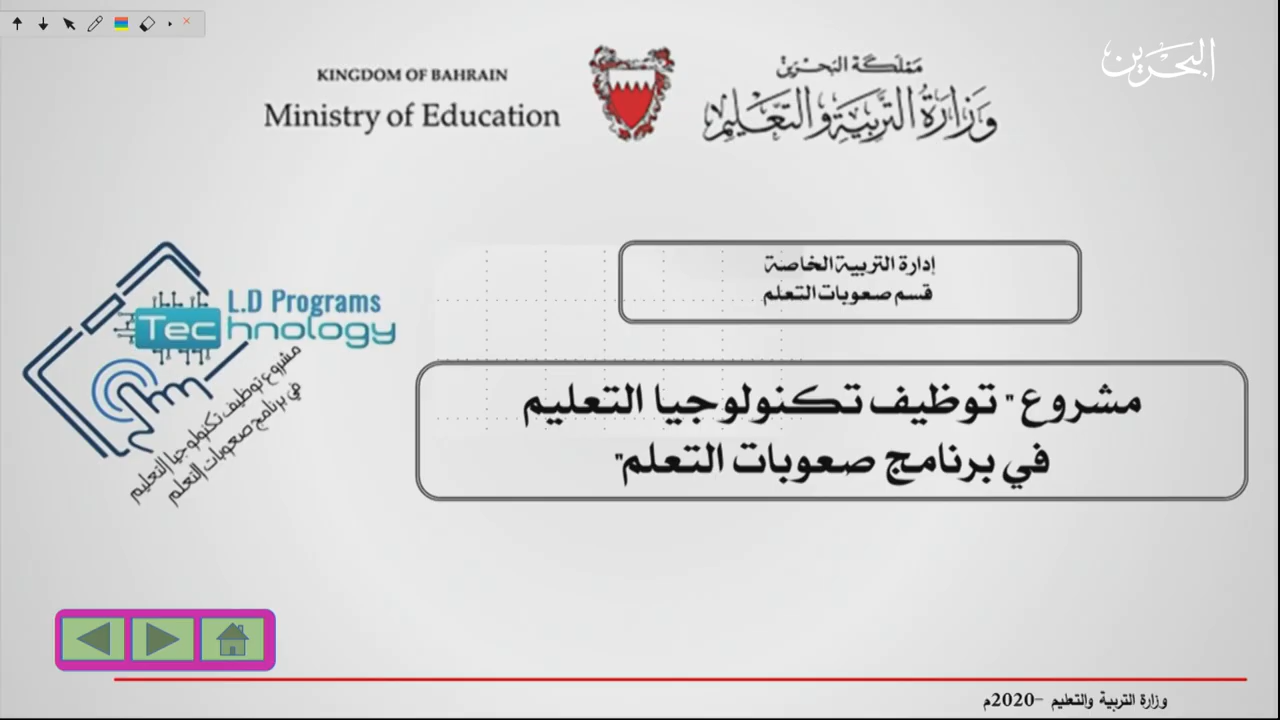 البحرين
KINGDOM OF BAHRAIN
Ministry of Education
مملكة البحرين
وزارة التربية والتعليم
إدارة التربية الخاصة
قسم صعوبات التعلم
L.D Programs
Technology
مشروع توظيف تكنولوجيا التعليم
في برنامج صعوبات التعلم
مشروع " توظيف تكنولوجيا التعليم
في برنامج صعوبات التعلم"
وزارة التربية والتعليم –2020م